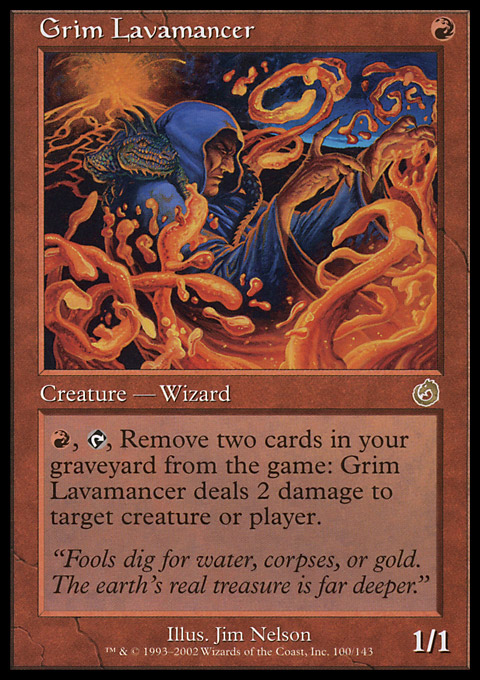 Grim Lavamancer
Creature — Wizard
, , Remove two cards in your
graveyard from the game: Grim
Lavamancer deals 2 damage to
target creature or player.
“Fools dig for water, corpses, or gold.
The earth’s real treasure is far deeper.”
Illus. Jim Nelson
™ & © 1993–2002 Wizards of the Coast, Inc. 100/143
1/1